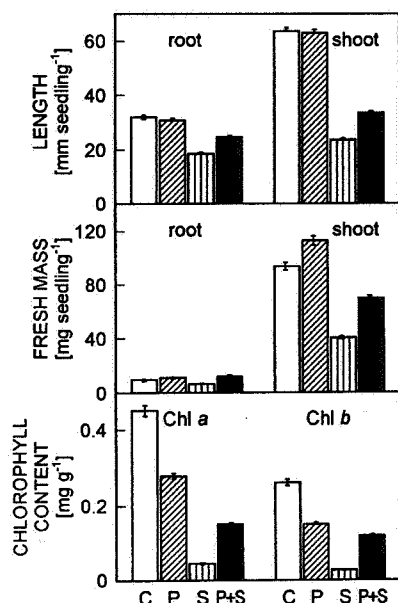 LENGTH
[mm seedling⁻¹]
60
40
20
0
root
shoot
FRESH MASS
[mg seedling⁻¹]
120
80
40
0
root
shoot
CHLOROPHYLL
CONTENT
[mg g⁻¹]
0.4
0.2
0
Chl a
Chl b
C P S P+S C P S P+S